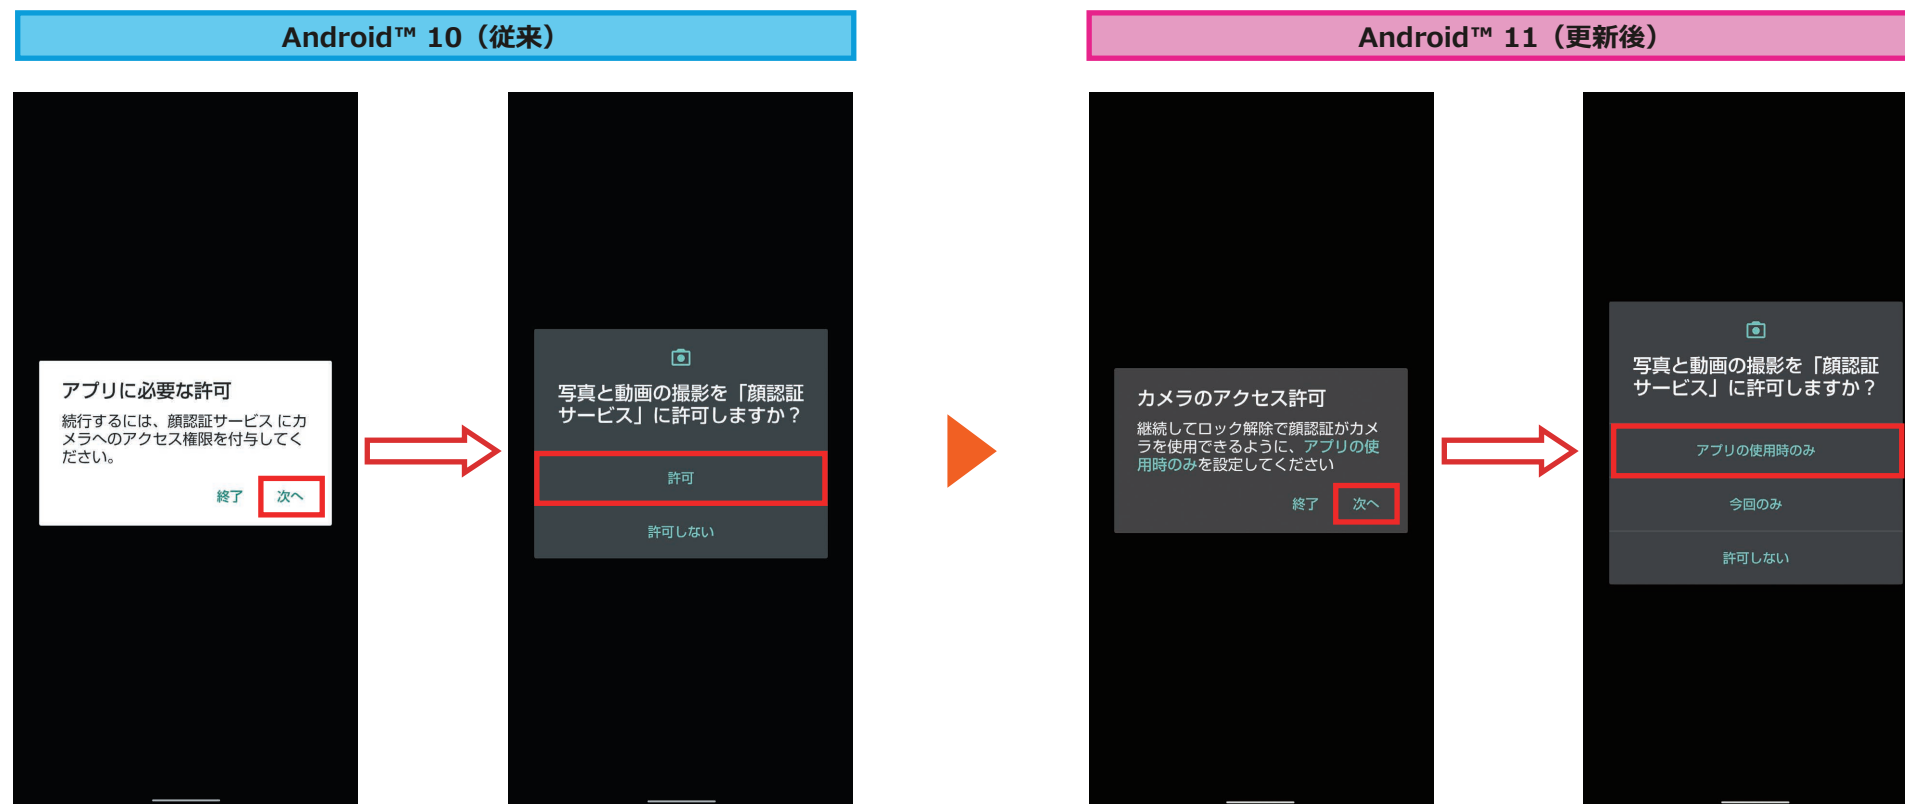 Android™ 10（従来）
Android™ 11（更新後）
アプリに必要な許可
続行するには、顔認証サービス にカ
メラへのアクセス権限を付与してく
ださい。
終了 次へ
写真と動画の撮影を「顔認証
サービス」に許可しますか？
許可
許可しない
カメラのアクセス許可
継続してロック解除で顔認証がカメ
ラを使用できるように、アプリの使
用時のみを設定してください
終了 次へ
写真と動画の撮影を「顔認証
サービス」に許可しますか？
アプリの使用時のみ
今回のみ
許可しない